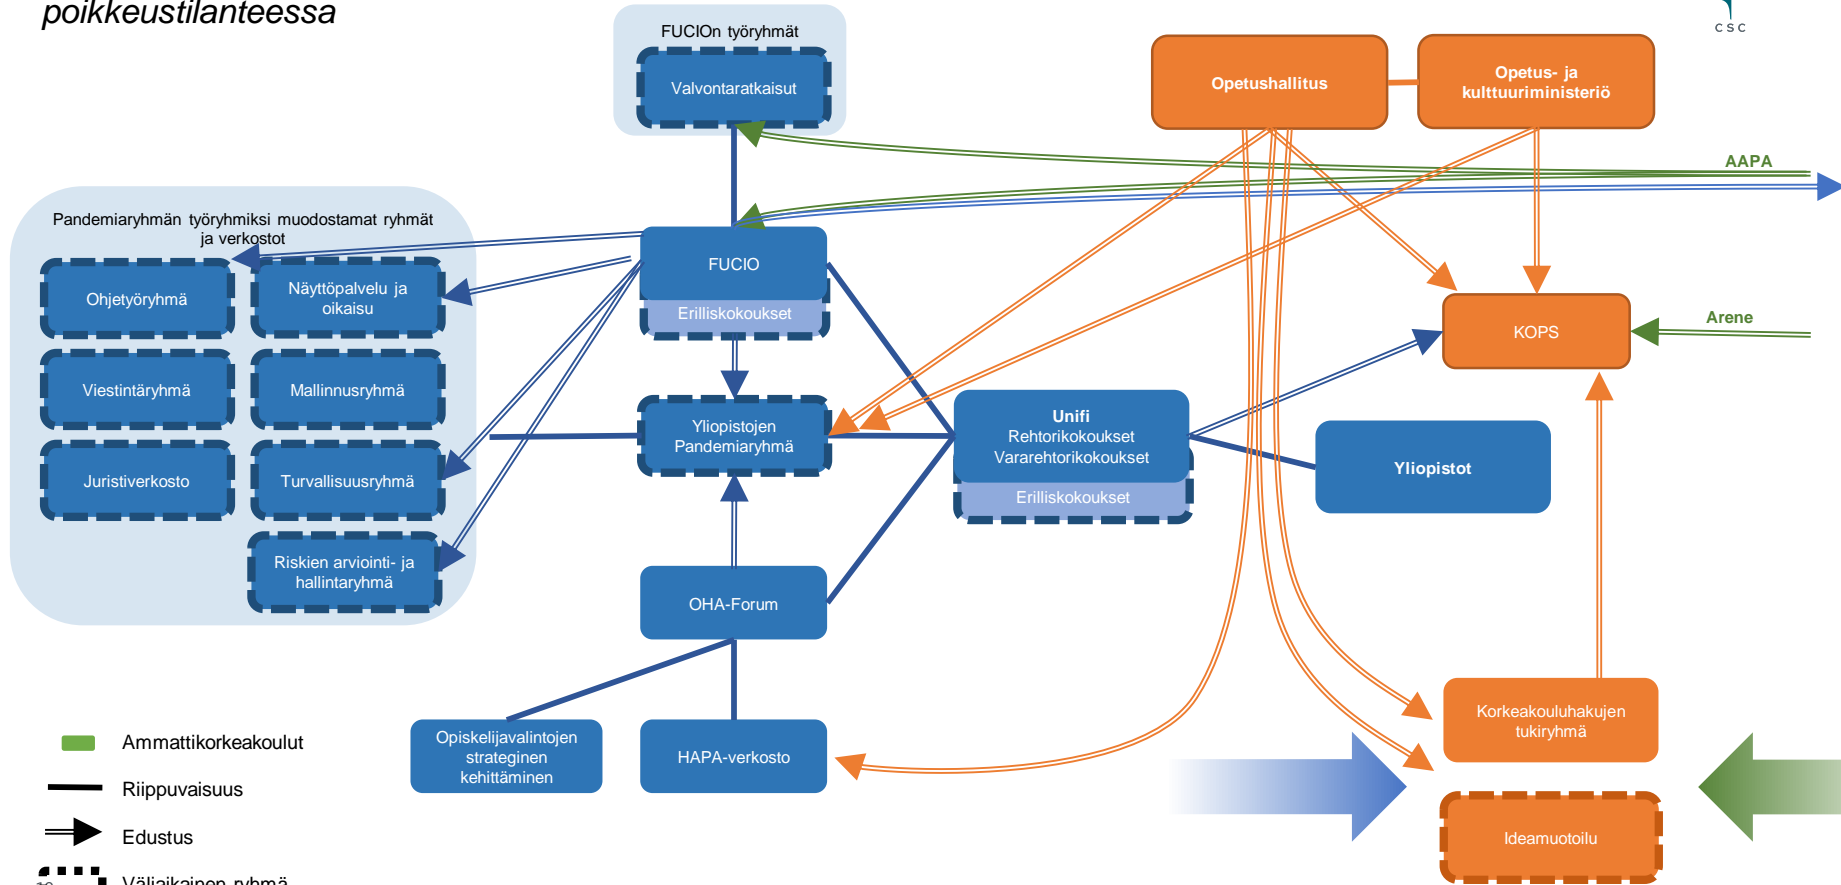 poikkeustilanteessa
CSC
FUCIOn työryhmät
Valvontaratkaisut
Opetushallitus
Opetus- ja
kulttuuriministeriö
AAPA
Pandemiaryhmän työryhmiksi muodostamat ryhmät
ja verkostot
Ohjetyöryhmä
Näyttöpalvelu ja
oikaisu
Viestintäryhmä
Mallinnusryhmä
Juristiverkosto
Turvallisuusryhmä
Riskien arviointi- ja
hallintaryhmä
FUCIO
Erilliskokoukset
Yliopistojen
Pandemiaryhmä
Unifi
Rehtorikokoukset
Vararehtorikokoukset
Erilliskokoukset
KOPS
Arene
Yliopistot
OHA-Forum
Opiskelijavalintojen
strateginen
kehittäminen
HAPA-verkosto
Korkeakouluhakujen
tukiryhmä
Ideamuotoilu
Ammattikorkeakoulut
Riippuvaisuus
Edustus
Väliaikainen ryhmä